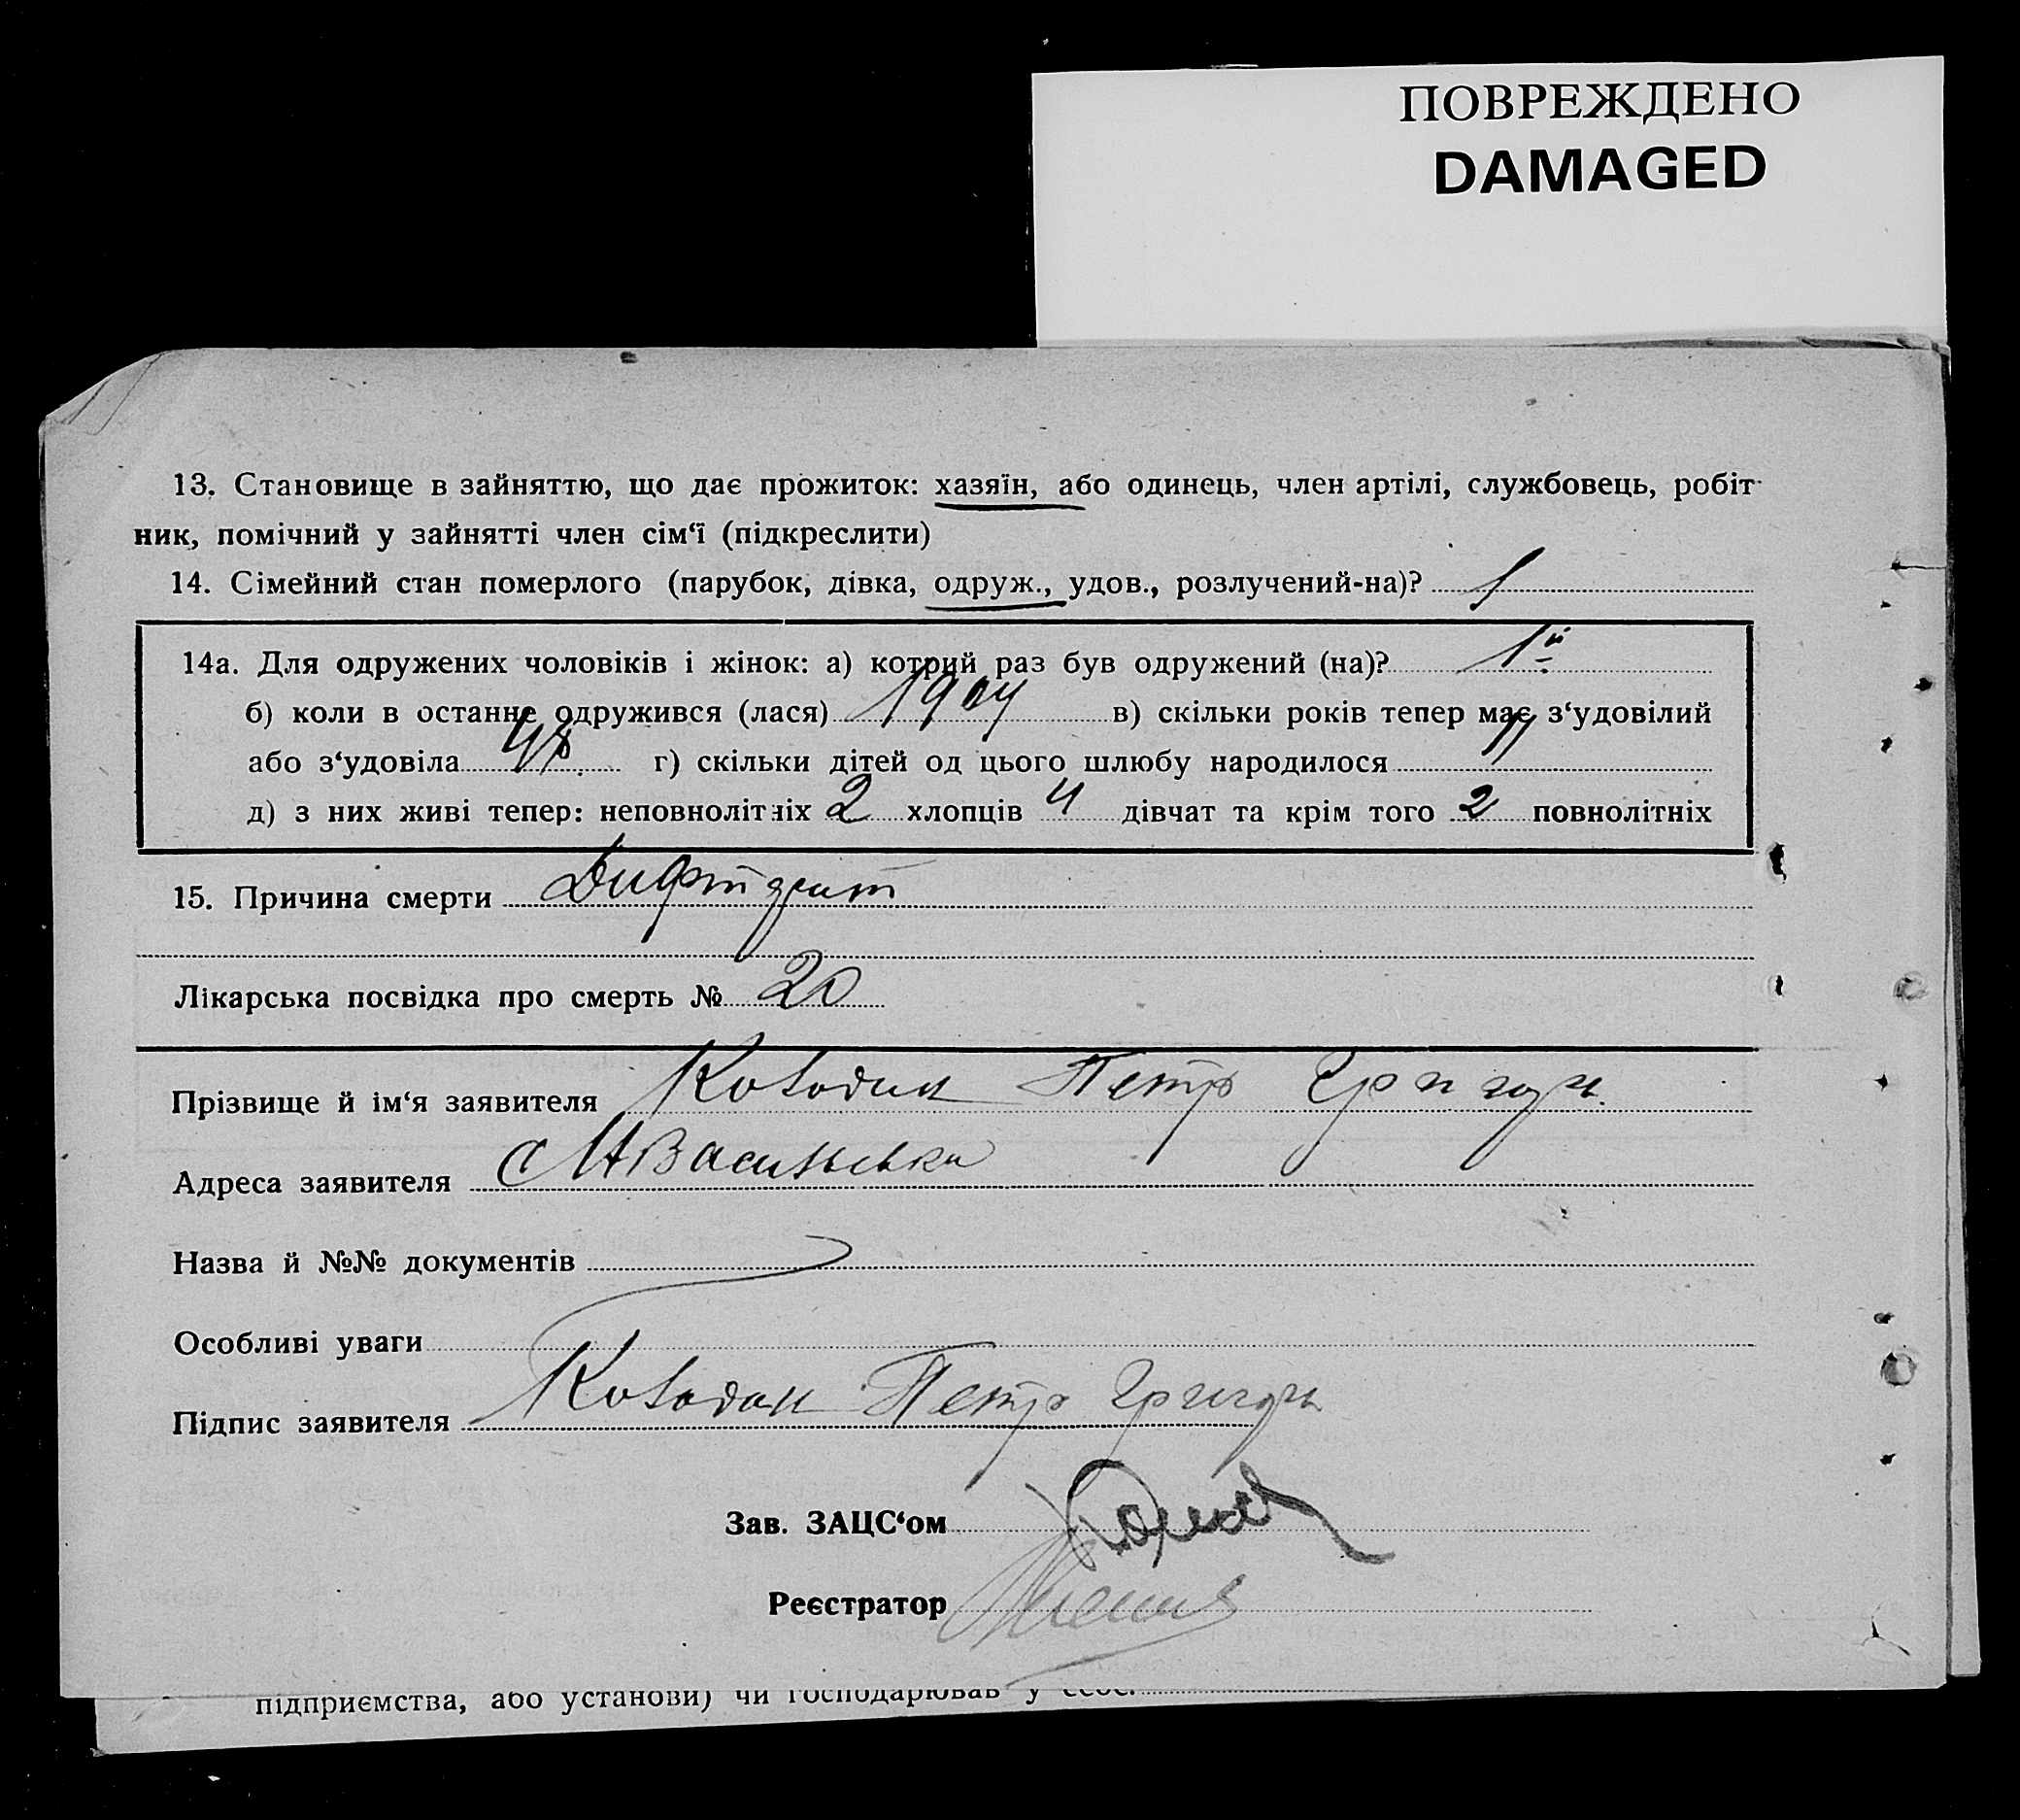 ПОВРЕЖДЕНО
DAMAGED
13. Становище в зайняттю, що дає прожиток: хазяїн, або одинець, член артілі, службовець, робіт-
ник, помічний у зайнятті член сім‘ї (підкреслити)
14. Сімейний стан померлого (парубок, дівка, одруж., удов., розлучений-на)?
14а. Для одружених чоловіків і жінок: а) котрий раз був одружений (на)? 1й
б) коли в останнє одружився (лася) 1904 в) скільки років тепер має з‘удовілий
або з‘удовіла г) скільки дітей од цього шлюбу народилося 11
д) з них живі тепер: неповнолітніх 2 хлопців 4 дівчат та крім того 2 повнолітніх
15. Причина смерти
Лікарська посвідка про смерть № 20
Прізвище й ім‘я заявителя Петр
Адреса заявителя с М Васильевка
Назва й №№ документів
Особливі уваги
Підпис заявителя Петр
Зав. ЗАЦС‘ом
Реєстратор
підприємства, або установи) чи господарював у себе.